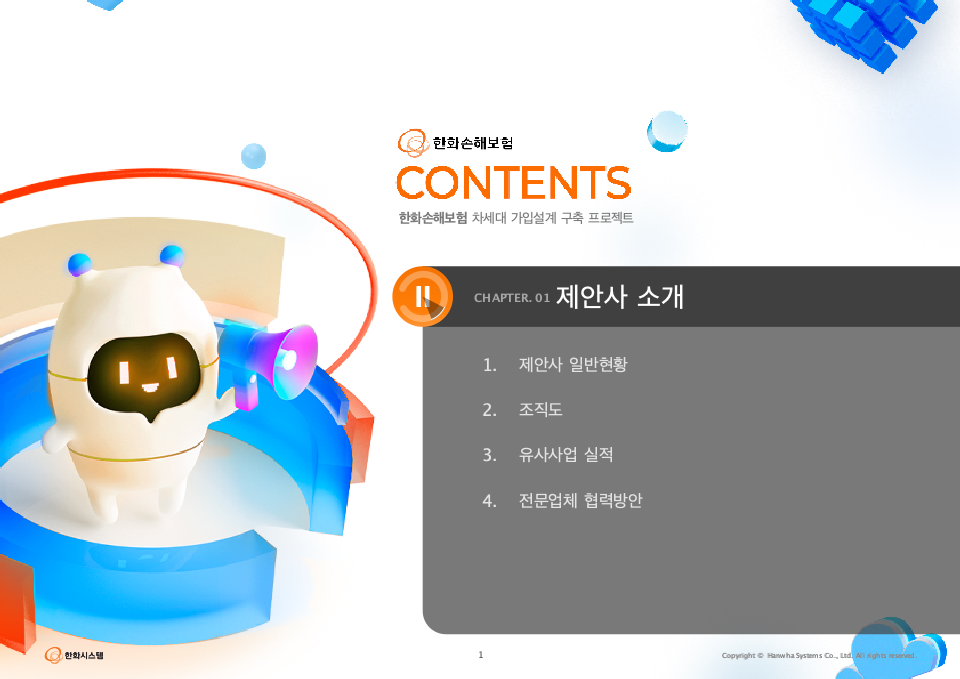 한화손해보험
CONTENTS
한화손해보험 차세대 가입설계 구축 프로젝트
CHAPTER. 01 제안사 소개
1. 제안사 일반현황
2. 조직도
3. 유사사업 실적
4. 전문업체 협력방안
한화시스템
1
Copyright © Hanwha Systems Co., Ltd. All rights reserved.